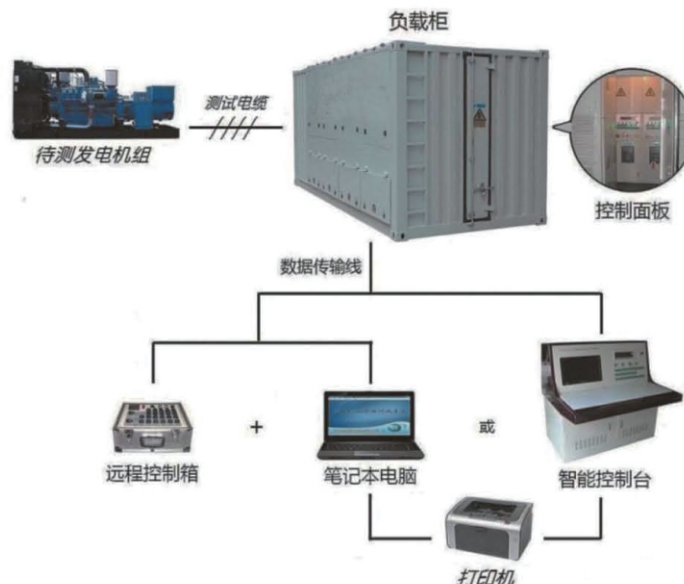 负载柜
测试电缆
待测发电机组
控制面板
数据传输线
+
或
远程控制箱
笔记本电脑
智能控制台
打印机